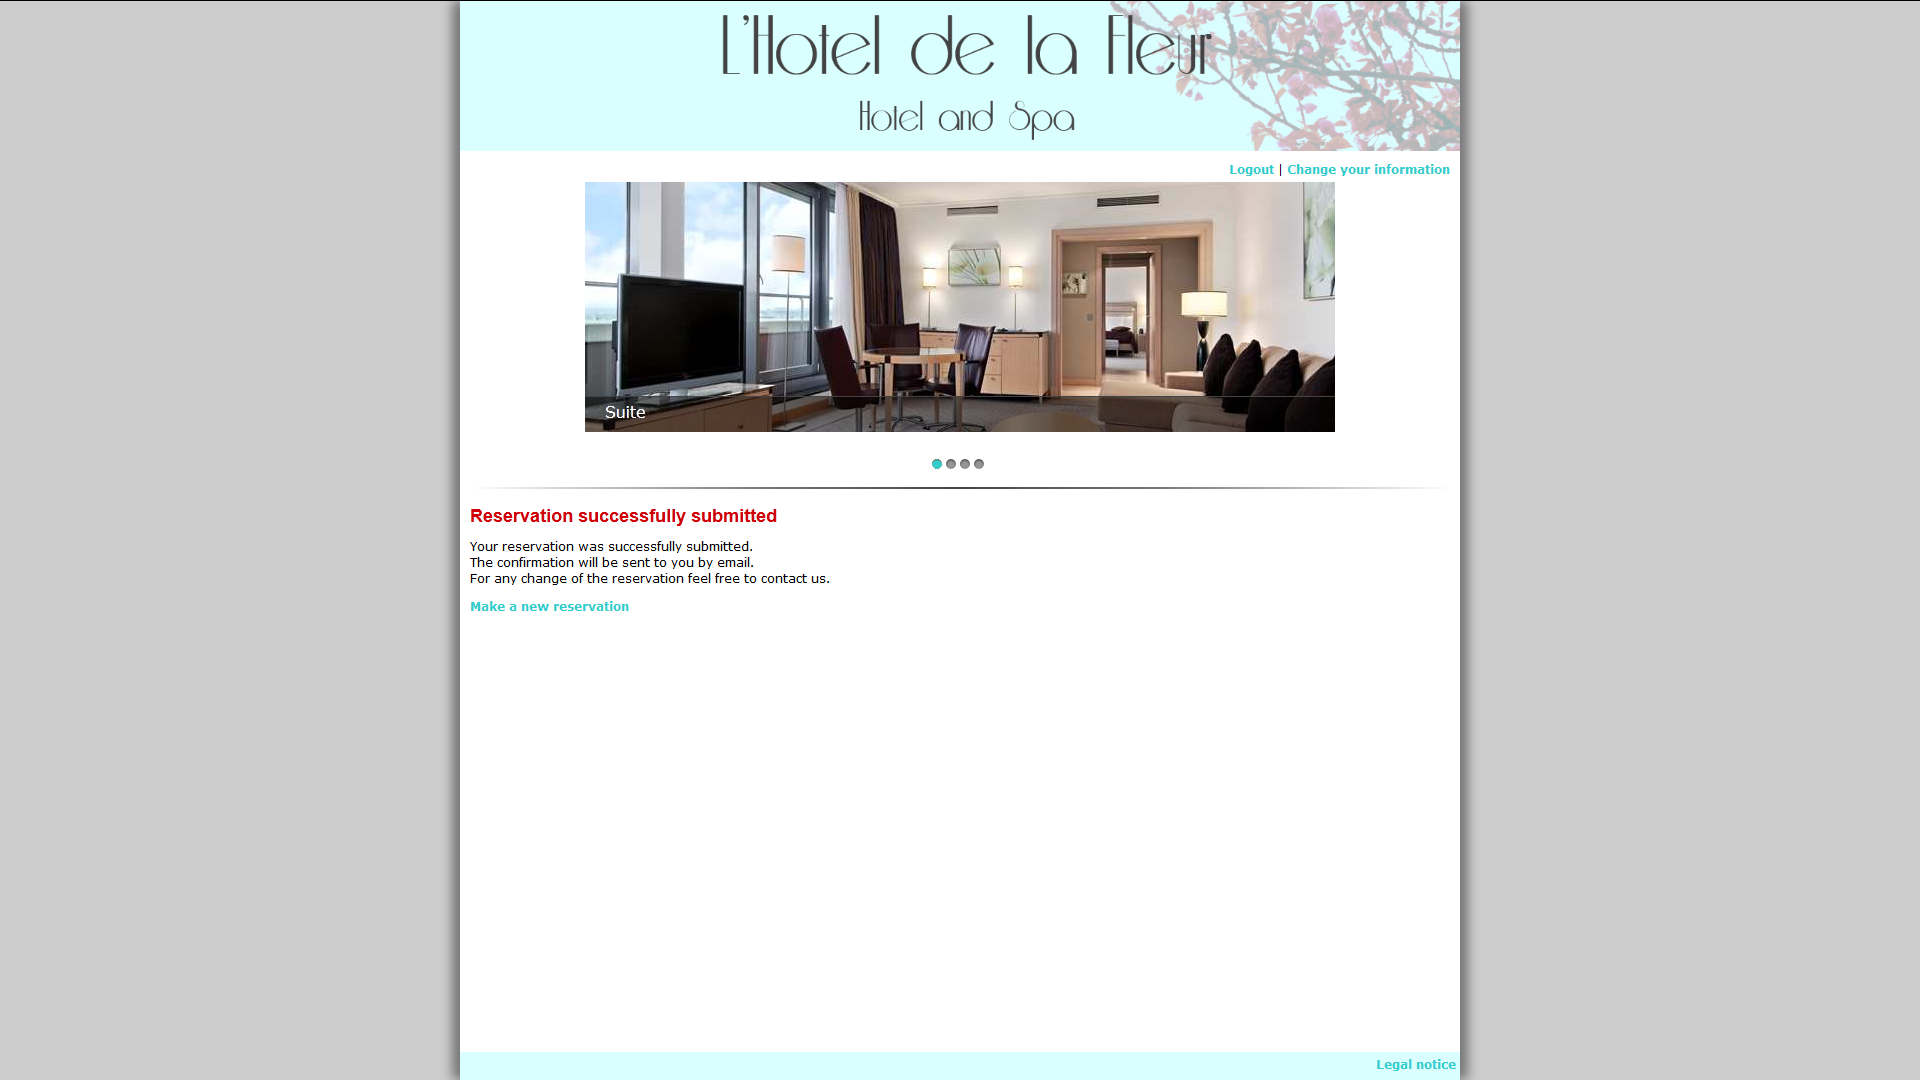 L'Hotel de la Fleur
Hotel and Spa
Logout | Change your information
Suite
Reservation successfully submitted
Your reservation was successfully submitted.
The confirmation will be sent to you by email.
For any change of the reservation feel free to contact us.
Make a new reservation
Legal notice